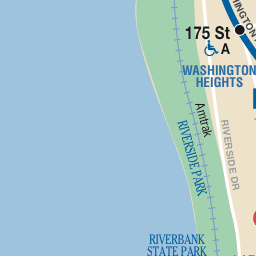 175 St
A
WASHINGTON
HEIGHTS
Amtrak
RIVERSIDE PARK
RIVERSIDE DR
RIVERBANK
STATE PARK